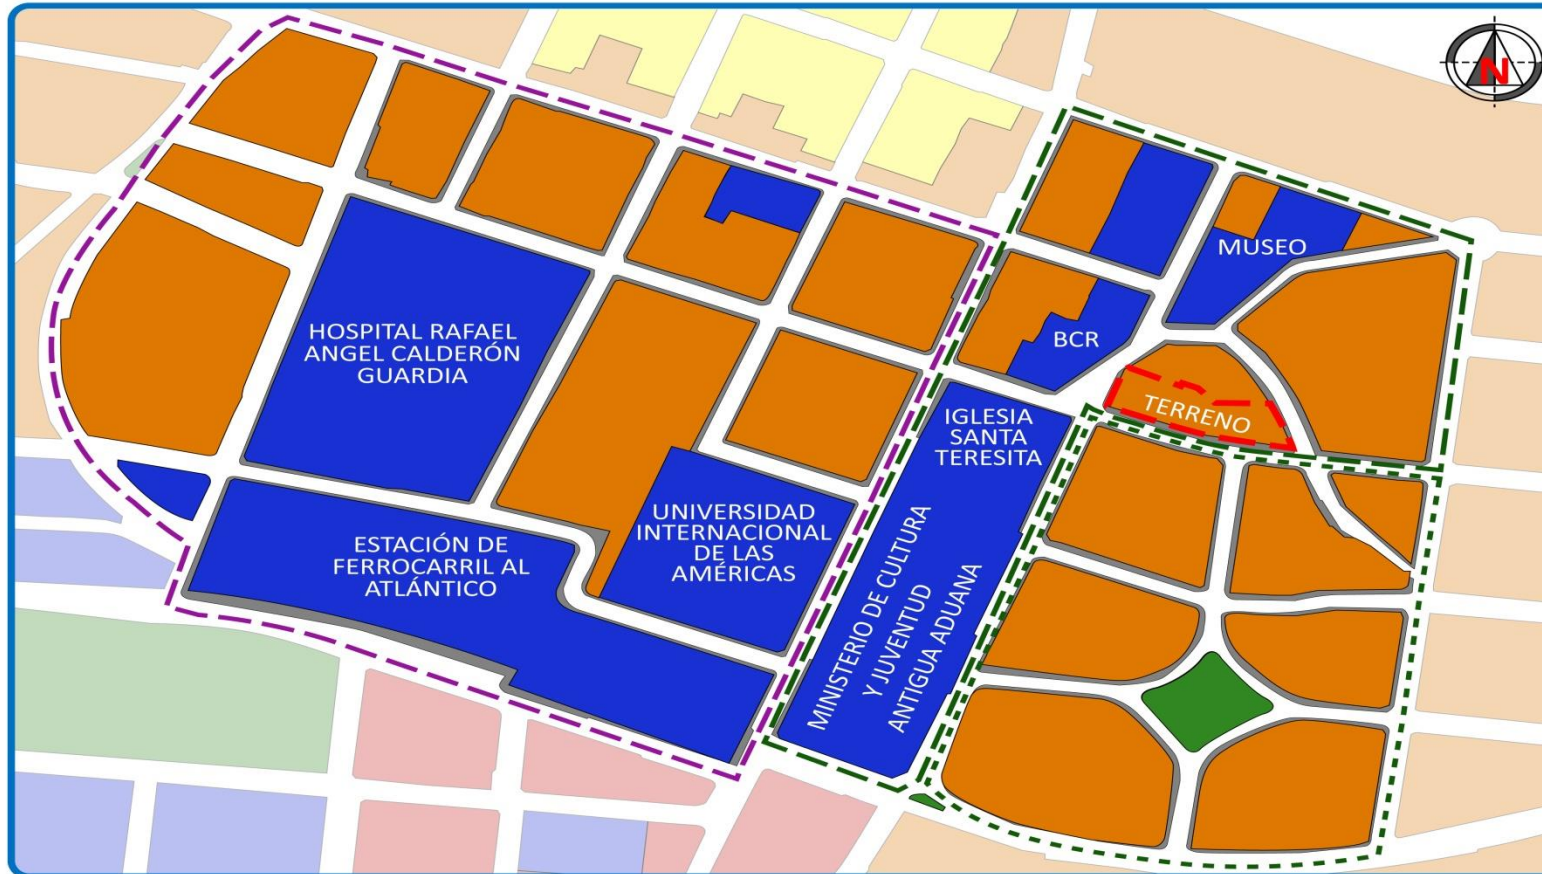 N
MUSEO
HOSPITAL RAFAEL
ANGEL CALDERÓN
GUARDIA
BCR
TERRENO
IGLESIA
SANTA
TERESITA
UNIVERSIDAD
INTERNACIONAL
DE LAS
AMÉRICAS
ESTACIÓN DE
FERROCARRIL AL
ATLÁNTICO
MINISTERIO DE CULTURA
Y JUVENTUD
ANTIGUA ADUANA